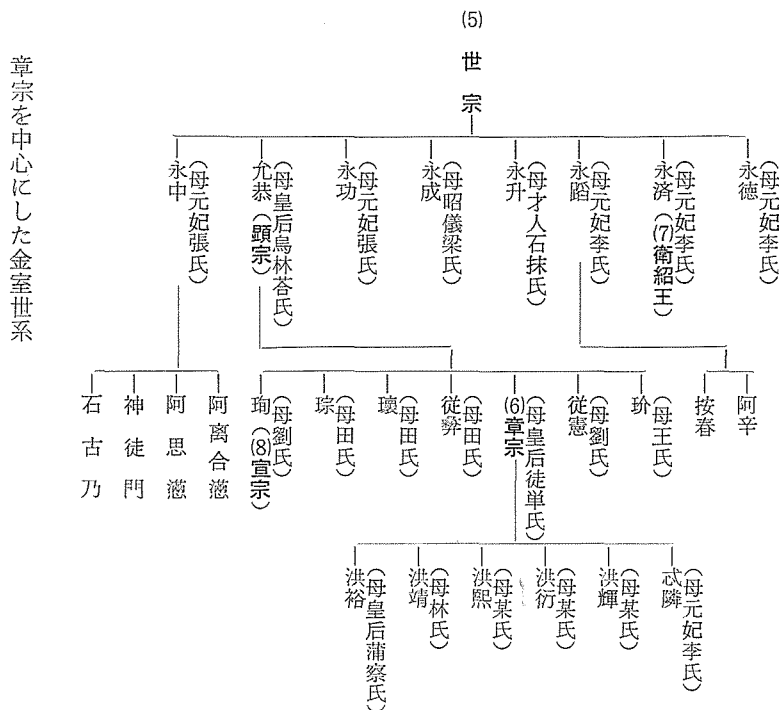 (5)世宗
永徳(母元妃李氏)
永済(母元妃李氏)(7)衛紹王)
永蹈(母元妃李氏)
永升(母才人石抹氏)
永成(母昭儀梁氏)
永功(母元妃張氏)
允恭(母皇后烏林荅氏)(顕宗)
永中(母元妃張氏)
阿辛
按春
玠(母王氏)
従憲(母劉氏)
(6)章宗(母皇后徒単氏)
従彜(母田氏)
瓌(母田氏)
琮(母田氏)
珣(母劉氏)(8)宣宗)
阿离合懣
阿思懣
神徒門
石古乃
忒隣(母元妃李氏)
洪輝(母某氏)
洪衍(母某氏)
洪熙(母某氏)
洪靖(母林氏)
洪裕(母皇后蒲察氏)
章宗を中心にした金室世系